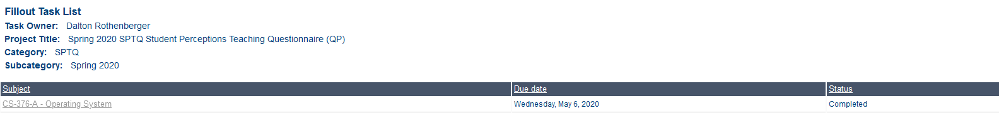 Fillout Task List
Task Owner: Dalton Rothenberger
Project Title: Spring 2020 SPTQ Student Perceptions Teaching Questionnaire (QP)
Category: SPTQ
Subcategory: Spring 2020
Subject Due date Status
CS-376-A - Operating System Wednesday, May 6, 2020 Completed